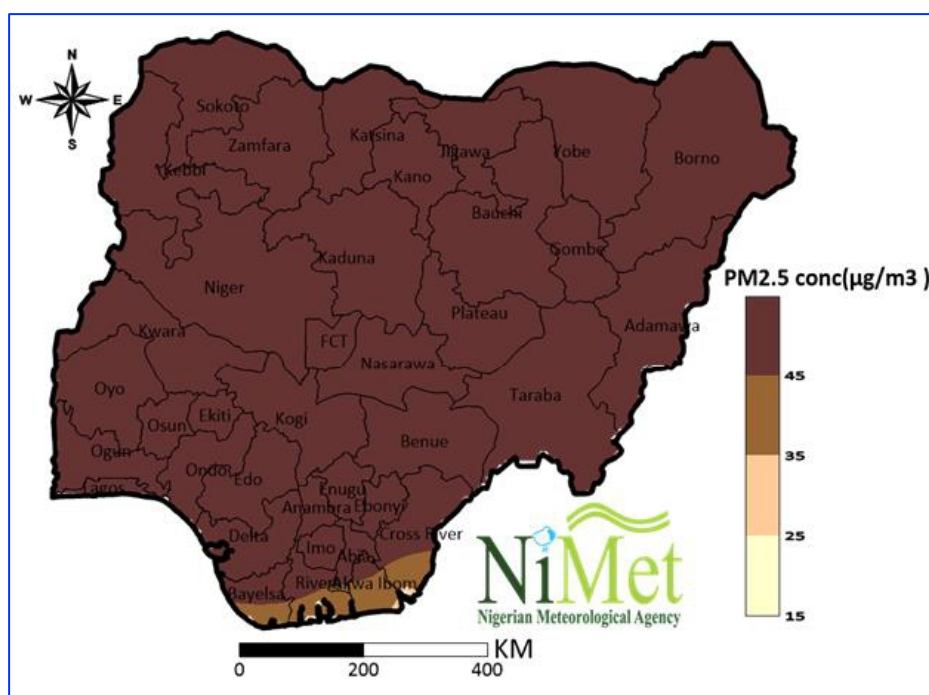 N
W E
S
Sokoto
Katsina
Zamfara
Jigawa
Yobe
Borno
Kebbi
Kano
Bauchi
Gombe
Kaduna
PM2.5 conc(µg/m3 )
Niger
Plateau
Adamawa
Kwara
FCT
Nasarawa
45
Oyo
Taraba
Ekiti
Kogi
Osun
Benue
Ogun
35
Ondo
Edo
Lagos
Enugu
Anambra
Ebonyi
Delta
Cross River
25
Imo
Abia
Rivers
Akwa Ibom
Bayelsa
NiMet
Nigerian Meteorological Agency
15
KM
0 200 400